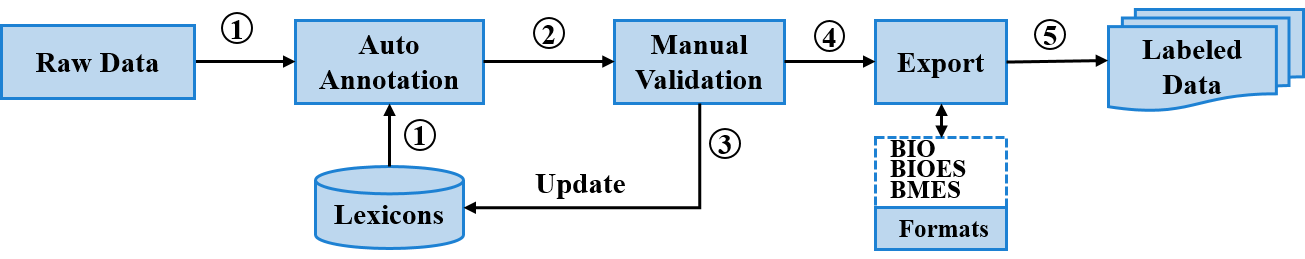 ①
Raw Data
Auto
Annotation
②
Manual
Validation
④
Export
⑤
Labeled
Data
①
Lexicons
Update
③
BIO
BIOES
BMES
Formats